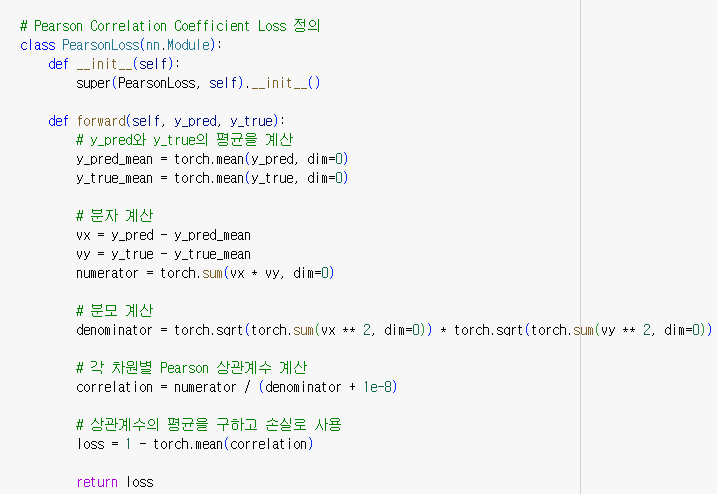 # Pearson Correlation Coefficient Loss 정의
class PearsonLoss(nn.Module):
    def __init__(self):
        super(PearsonLoss, self).__init__()

    def forward(self, y_pred, y_true):
        # y_pred와 y_true의 평균을 계산
        y_pred_mean = torch.mean(y_pred, dim=0)
        y_true_mean = torch.mean(y_true, dim=0)

        # 분자 계산
        vx = y_pred - y_pred_mean
        vy = y_true - y_true_mean
        numerator = torch.sum(vx * vy, dim=0)

        # 분모 계산
        denominator = torch.sqrt(torch.sum(vx ** 2, dim=0)) * torch.sqrt(torch.sum(vy ** 2, dim=0))

        # 각 차원별 Pearson 상관계수 계산
        correlation = numerator / (denominator + 1e-8)

        # 상관계수의 평균을 구하고 손실로 사용
        loss = 1 - torch.mean(correlation)

        return loss